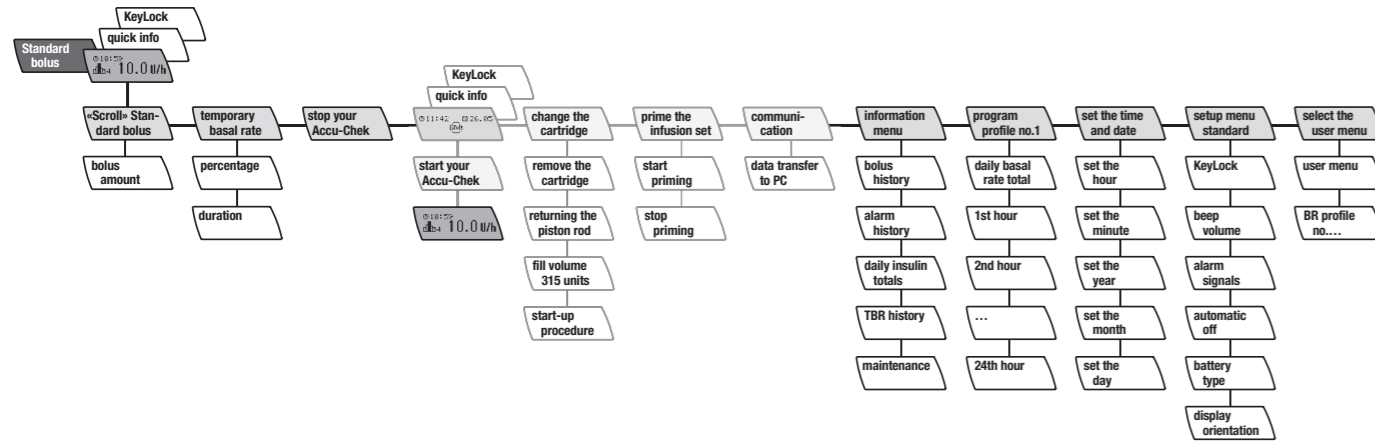 KeyLock
quick info
Standard
bolus
18:59
4 10.0 U/h
«Scroll» Stan-
dard bolus
bolus
amount
temporary
basal rate
percentage
duration
stop your
Accu-Chek
KeyLock
quick info
11:42 26.05
Stop
start your
Accu-Chek
18:59
4 10.0 U/h
change the
cartridge
remove the
cartridge
returning the
piston rod
fill volume
315 units
start-up
procedure
prime the
infusion set
start
priming
stop
priming
communi-
cation
data transfer
to PC
information
menu
bolus
history
alarm
history
daily insulin
totals
TBR history
maintenance
program
profile no.1
daily basal
rate total
1st hour
2nd hour
...
24th hour
set the time
and date
set the
hour
set the
minute
set the
year
set the
month
set the
day
setup menu
standard
KeyLock
beep
volume
alarm
signals
automatic
off
battery
type
display
orientation
select the
user menu
user menu
BR profile
no....